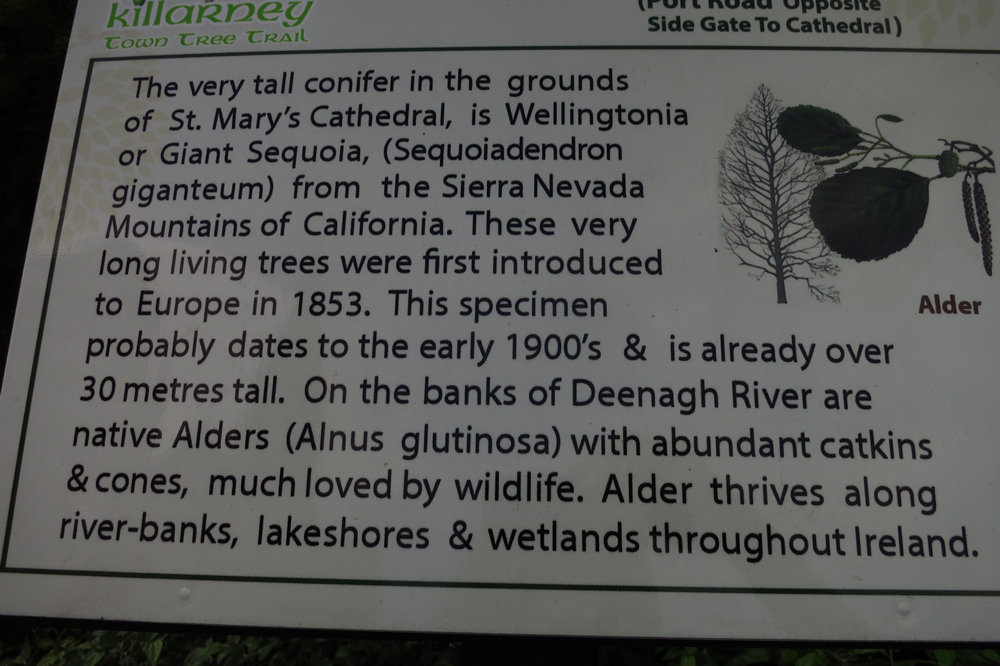 killarney
Town Tree Trail
(Port Road Opposite
Side Gate To Cathedral)
The very tall conifer in the grounds
of St. Mary's Cathedral, is Wellingtonia
or Giant Sequoia, (Sequoiadendron
giganteum) from the Sierra Nevada
Mountains of California. These very
long living trees were first introduced
to Europe in 1853. This specimen
probably dates to the early 1900's & is already over
30 metres tall. On the banks of Deenagh River are
native Alders (Alnus glutinosa) with abundant catkins
& cones, much loved by wildlife. Alder thrives along
river-banks, lakeshores & wetlands throughout Ireland.
Alder